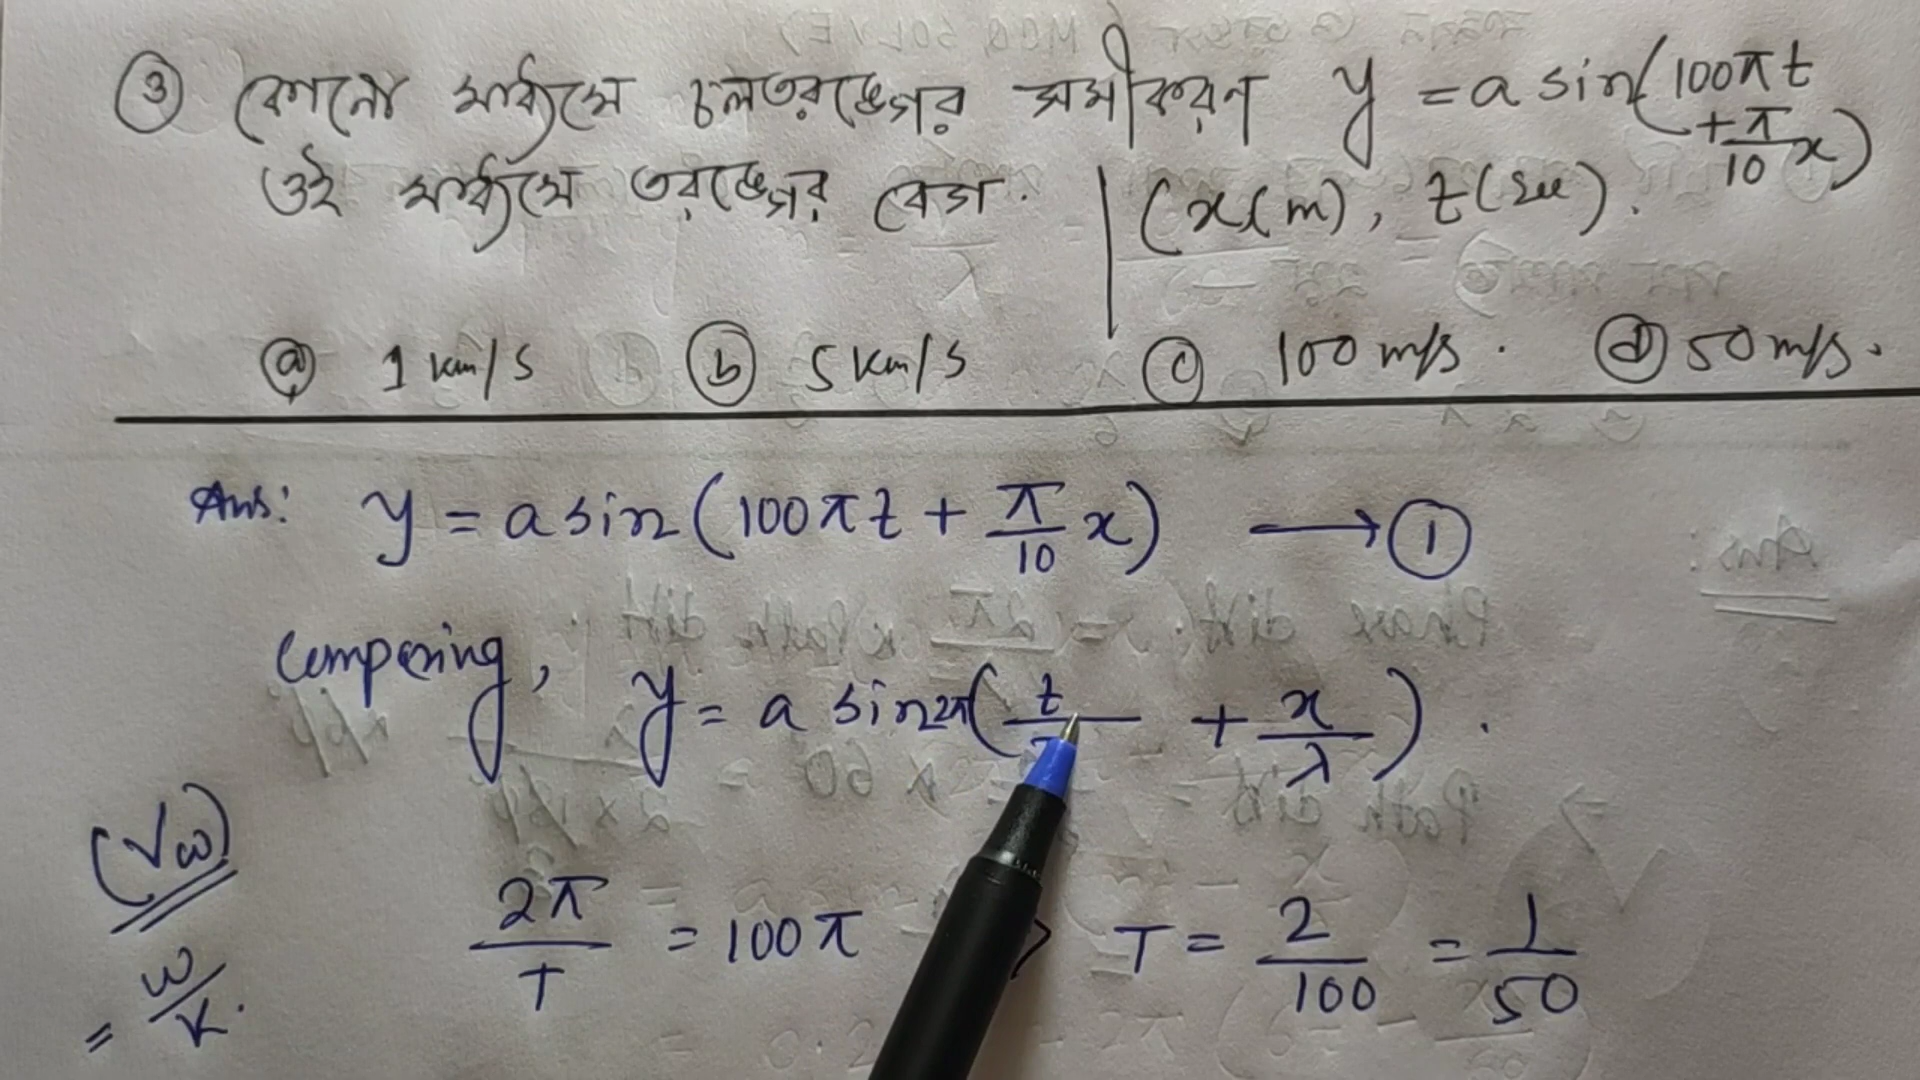 ③ কোনো মাধ্যমে চলতরঙ্গের সমীকরণ y = a sin(100πt + π/10 x)
ওই মাধ্যমে তরঙ্গের বেগ. | (x(m), t(sec).
ⓐ 1 km/s ⓑ 5 km/s ⓒ 100 m/s . ⓓ 50 m/s.
Ans: y = a sin(100πt + π/10 x) → ①
Comparing, y = a sin2π(t/ + x/λ) .
(Vω)
= ω/K.
2π/T = 100π T = 2/100 = 1/50